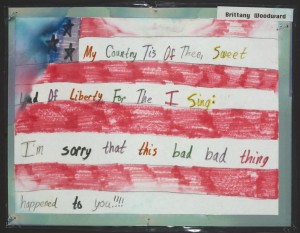 Brittany Woodward
My Country Tis Of Thee, Sweet
Land Of Liberty For The I Sing:
I'm sorry that this bad bad thing
happened to you!!!!